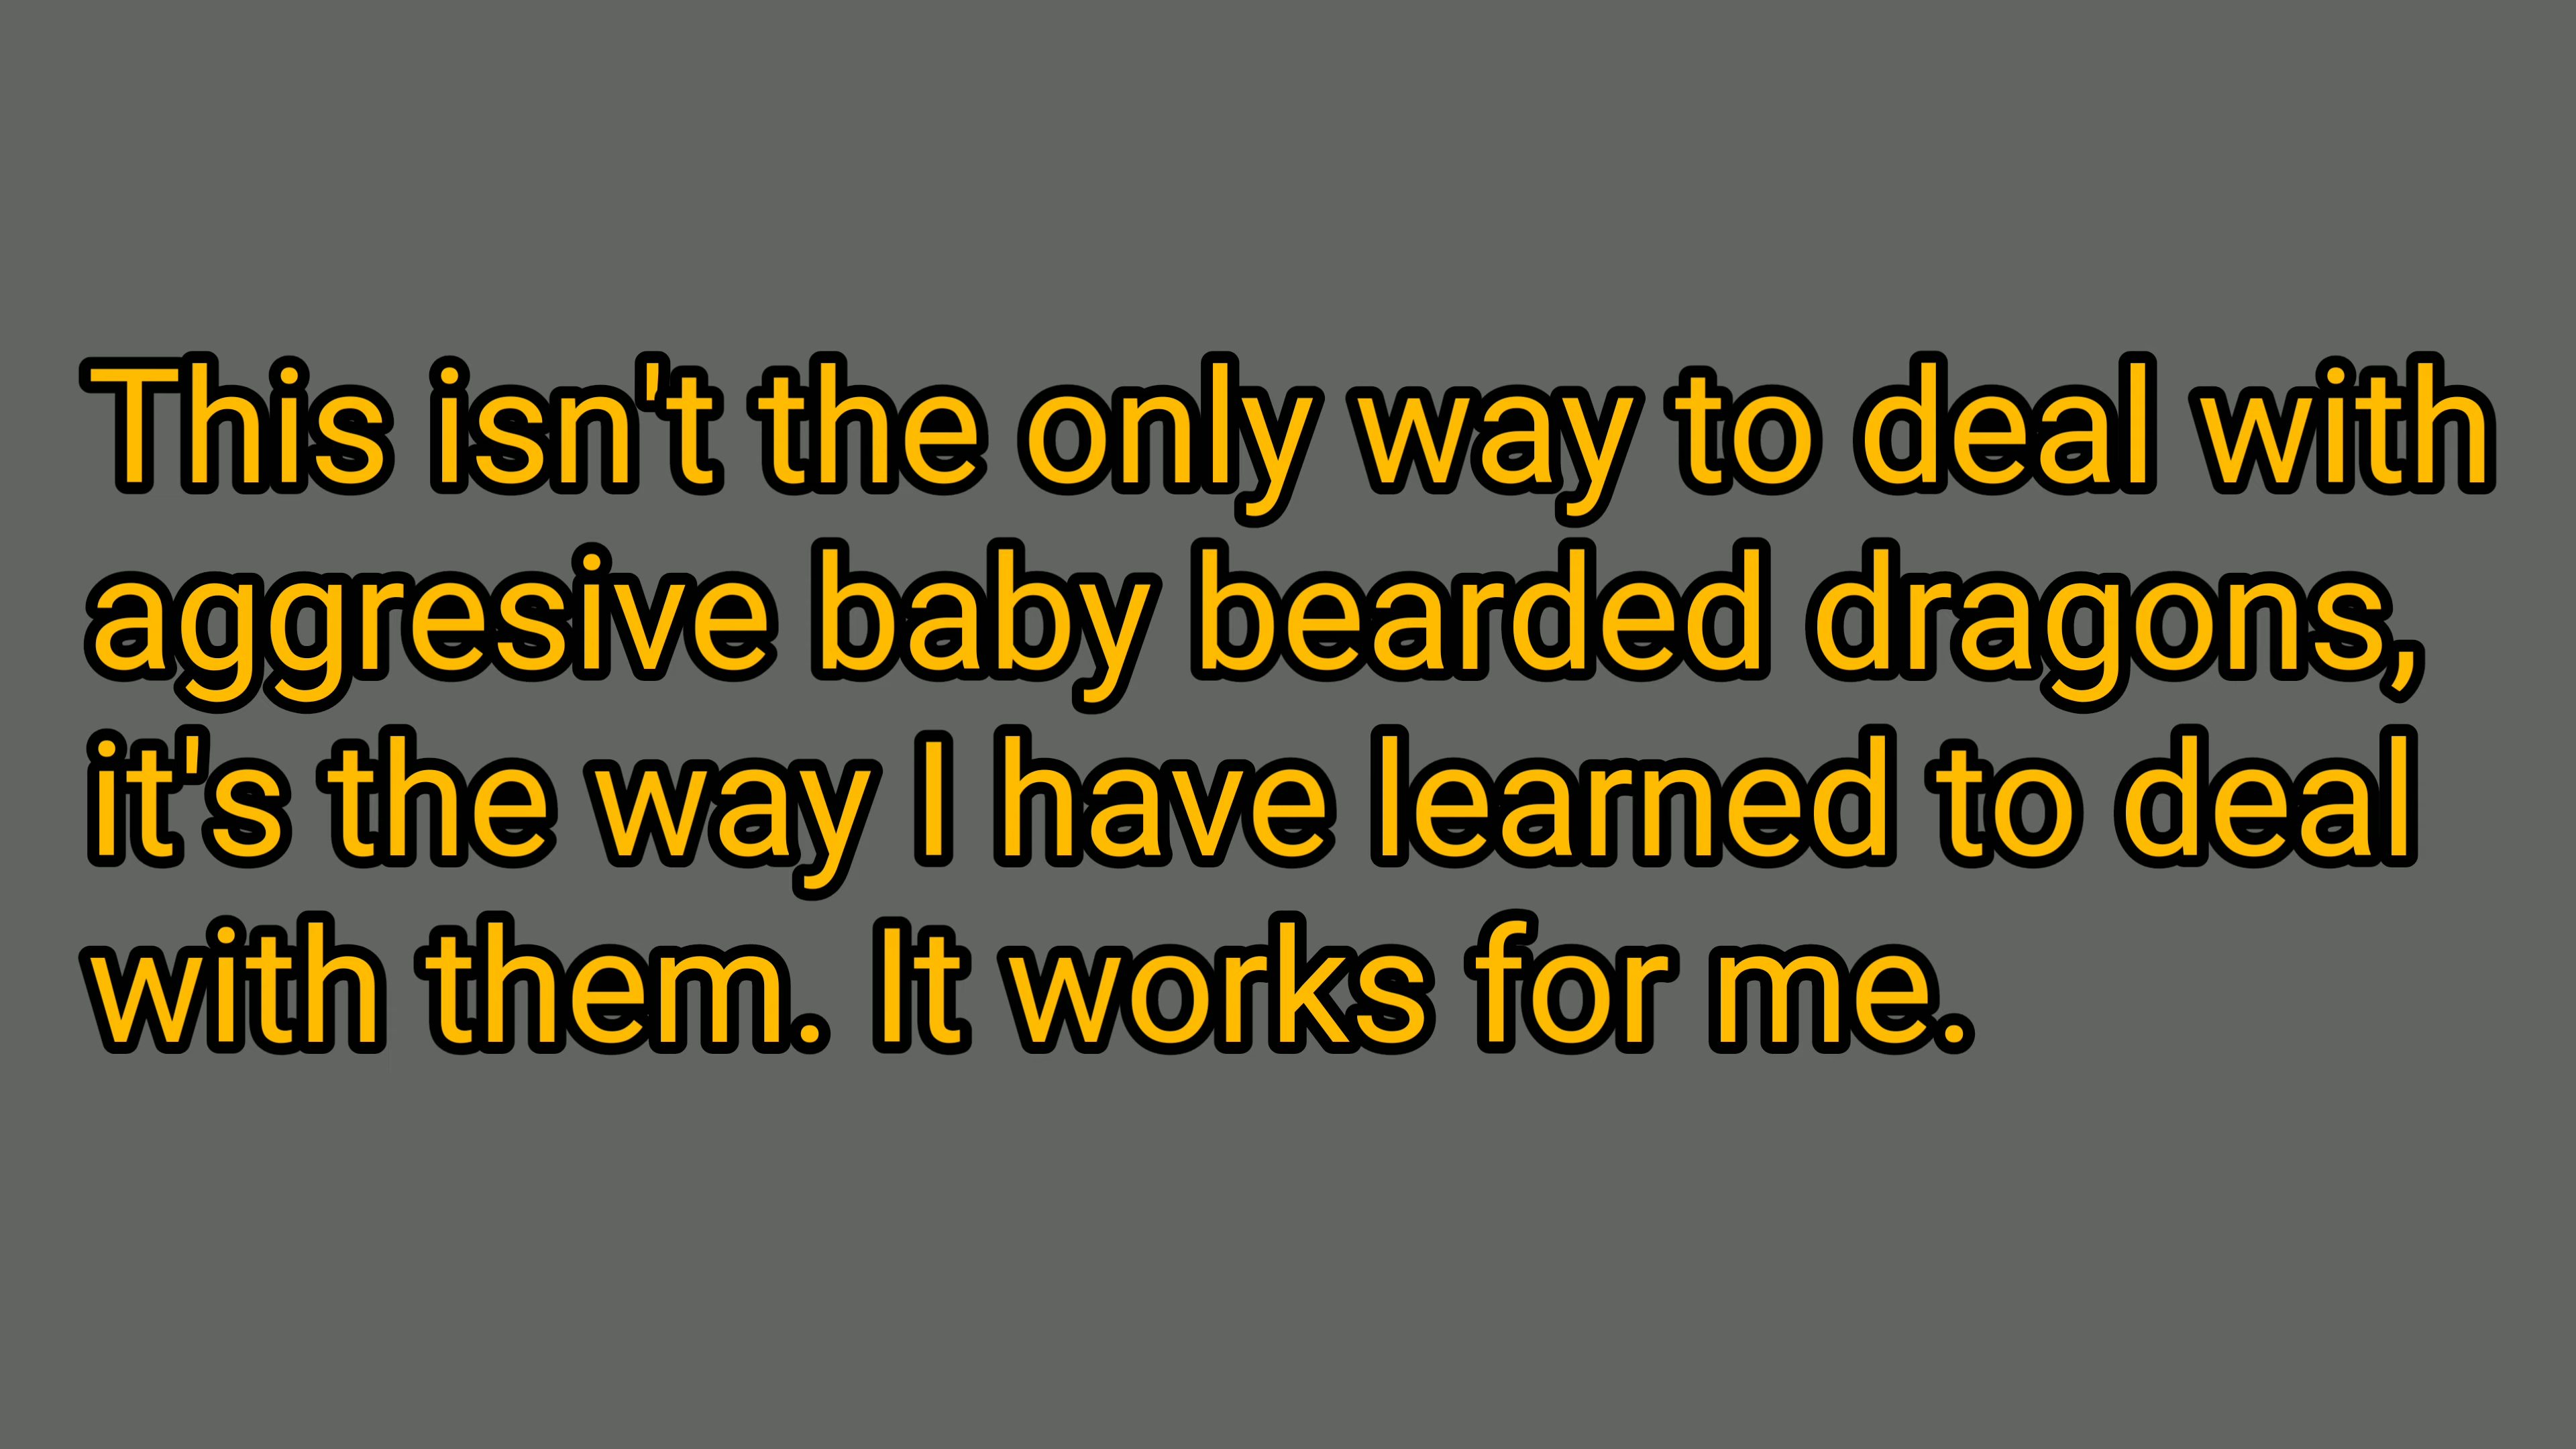 This isn't the only way to deal with
aggresive baby bearded dragons,
it's the way I have learned to deal
with them. It works for me.